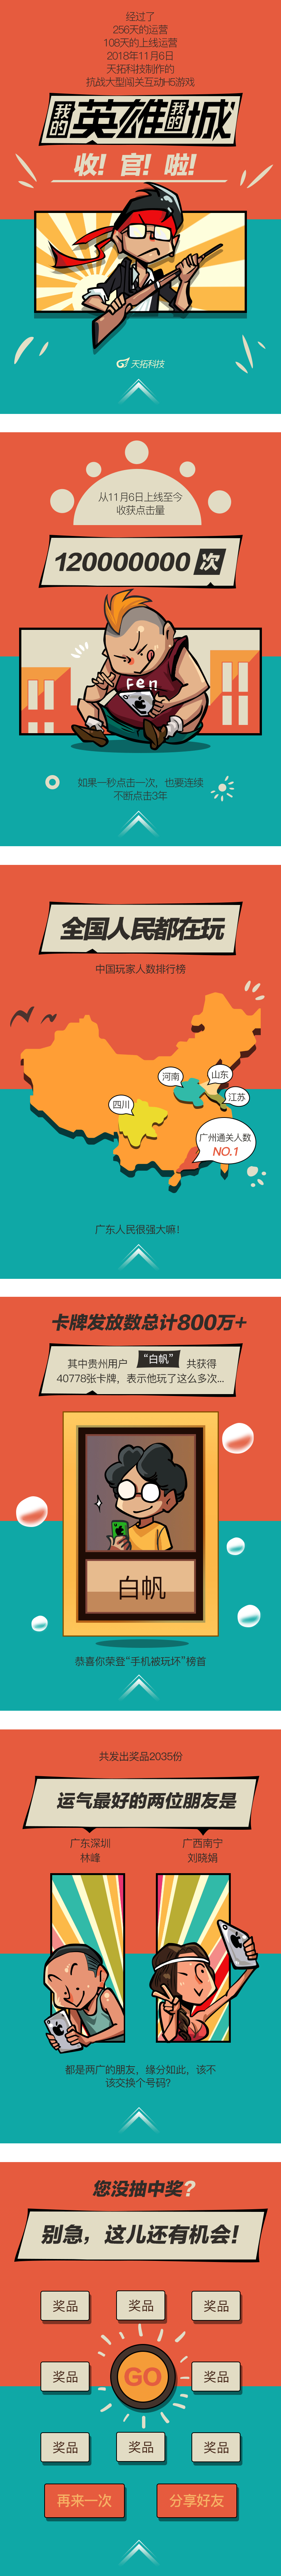 经过了
256天的运营
108天的上线运营
2018年11月6日
天拓科技制作的
抗战大型闯关互动H5游戏
我的英雄我的城
收！官！啦！
天拓科技
从11月6日上线至今
收获点击量
120000000 次
Fen
如果一秒点击一次，也要连续
不断点击3年
全国人民都在玩
中国玩家人数排行榜
河南
山东
江苏
四川
广州通关人数
NO.1
广东人民很强大嘛！
卡牌发放数总计800万+
其中贵州用户 “白帆” 共获得
40778张卡牌，表示他玩了这么多次...
白帆
恭喜你荣登“手机被玩坏”榜首
共发出奖品2035份
运气最好的两位朋友是
广东深圳
林峰
广西南宁
刘晓娟
都是两广的朋友，缘分如此，该不
该交换个号码？
您没抽中奖？
别急，这儿还有机会！
奖品 奖品 奖品
奖品 GO 奖品
奖品 奖品 奖品
再来一次 分享好友